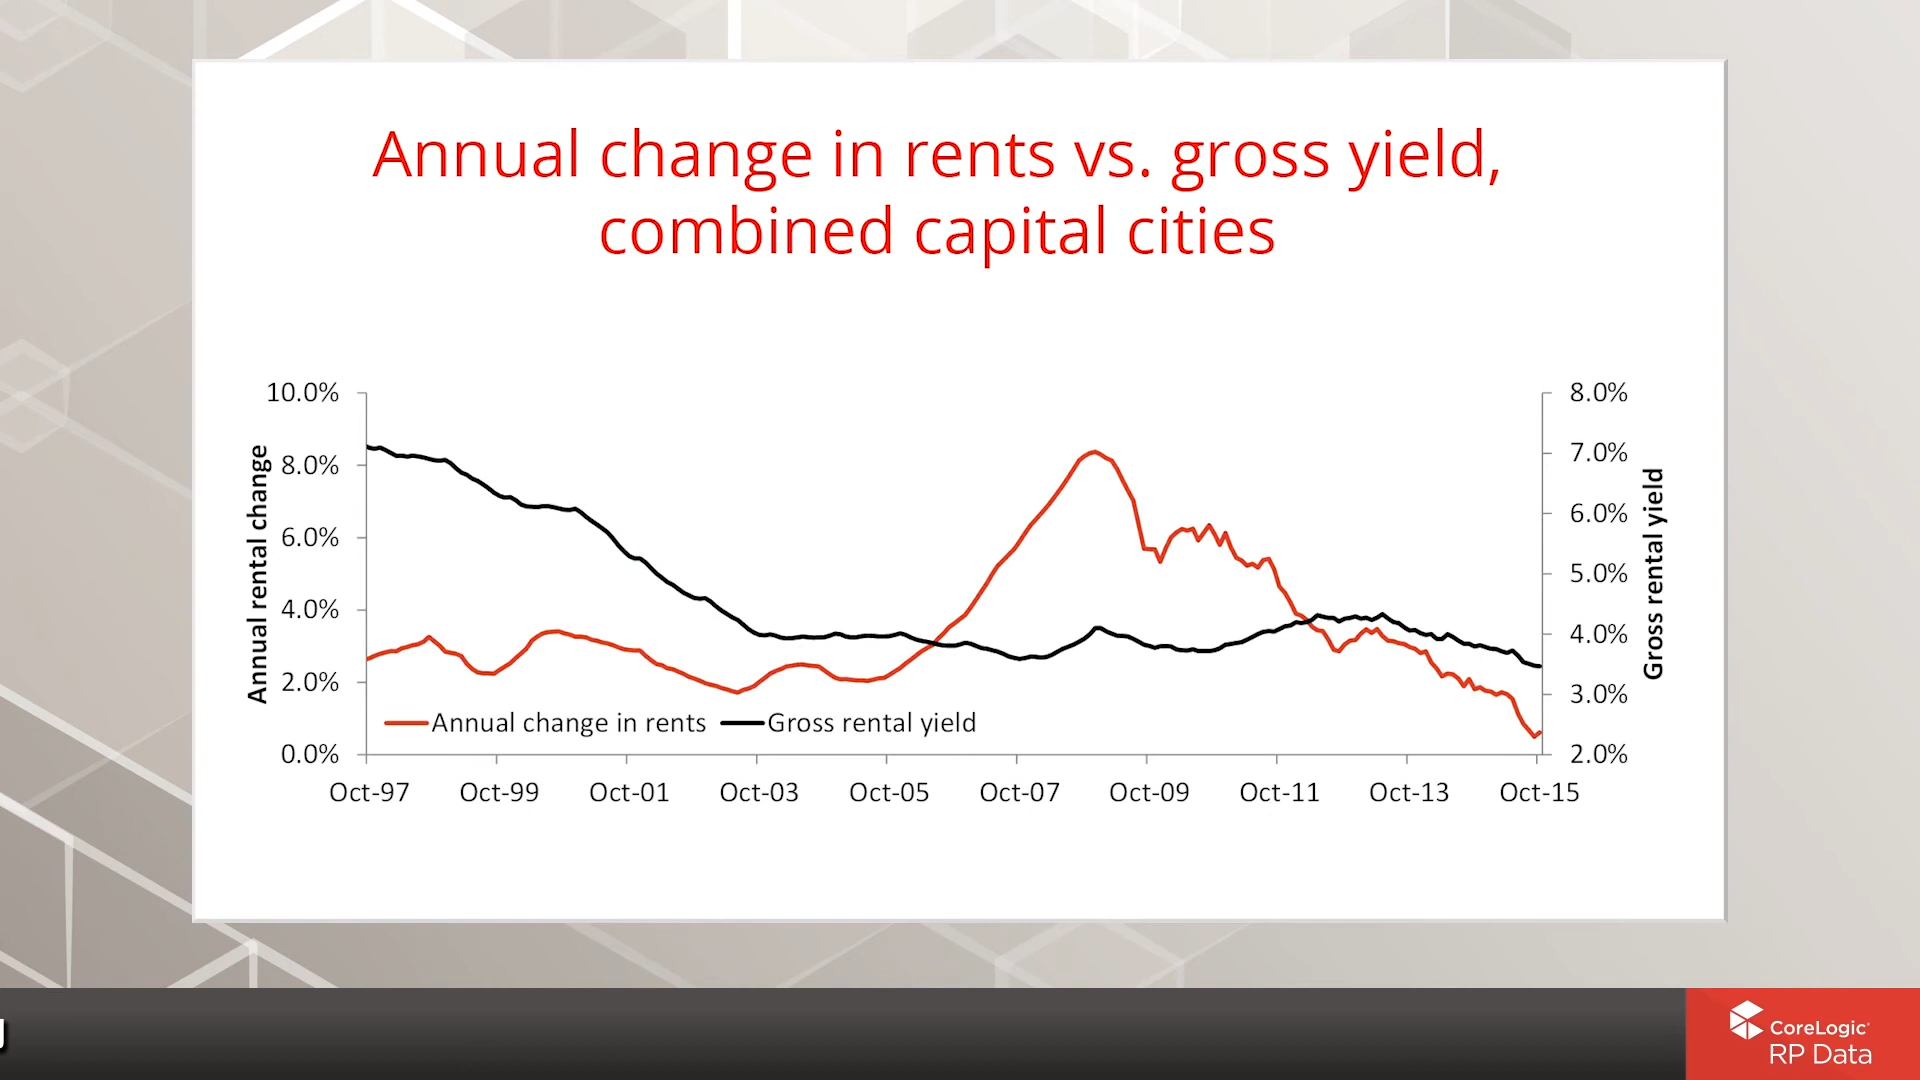 Annual change in rents vs. gross yield,
combined capital cities
10.0%
8.0%
6.0%
4.0%
2.0%
0.0%
Annual rental change
8.0%
7.0%
6.0%
5.0%
4.0%
3.0%
2.0%
Gross rental yield
Annual change in rents Gross rental yield
Oct-97 Oct-99 Oct-01 Oct-03 Oct-05 Oct-07 Oct-09 Oct-11 Oct-13 Oct-15
CoreLogic
RP Data